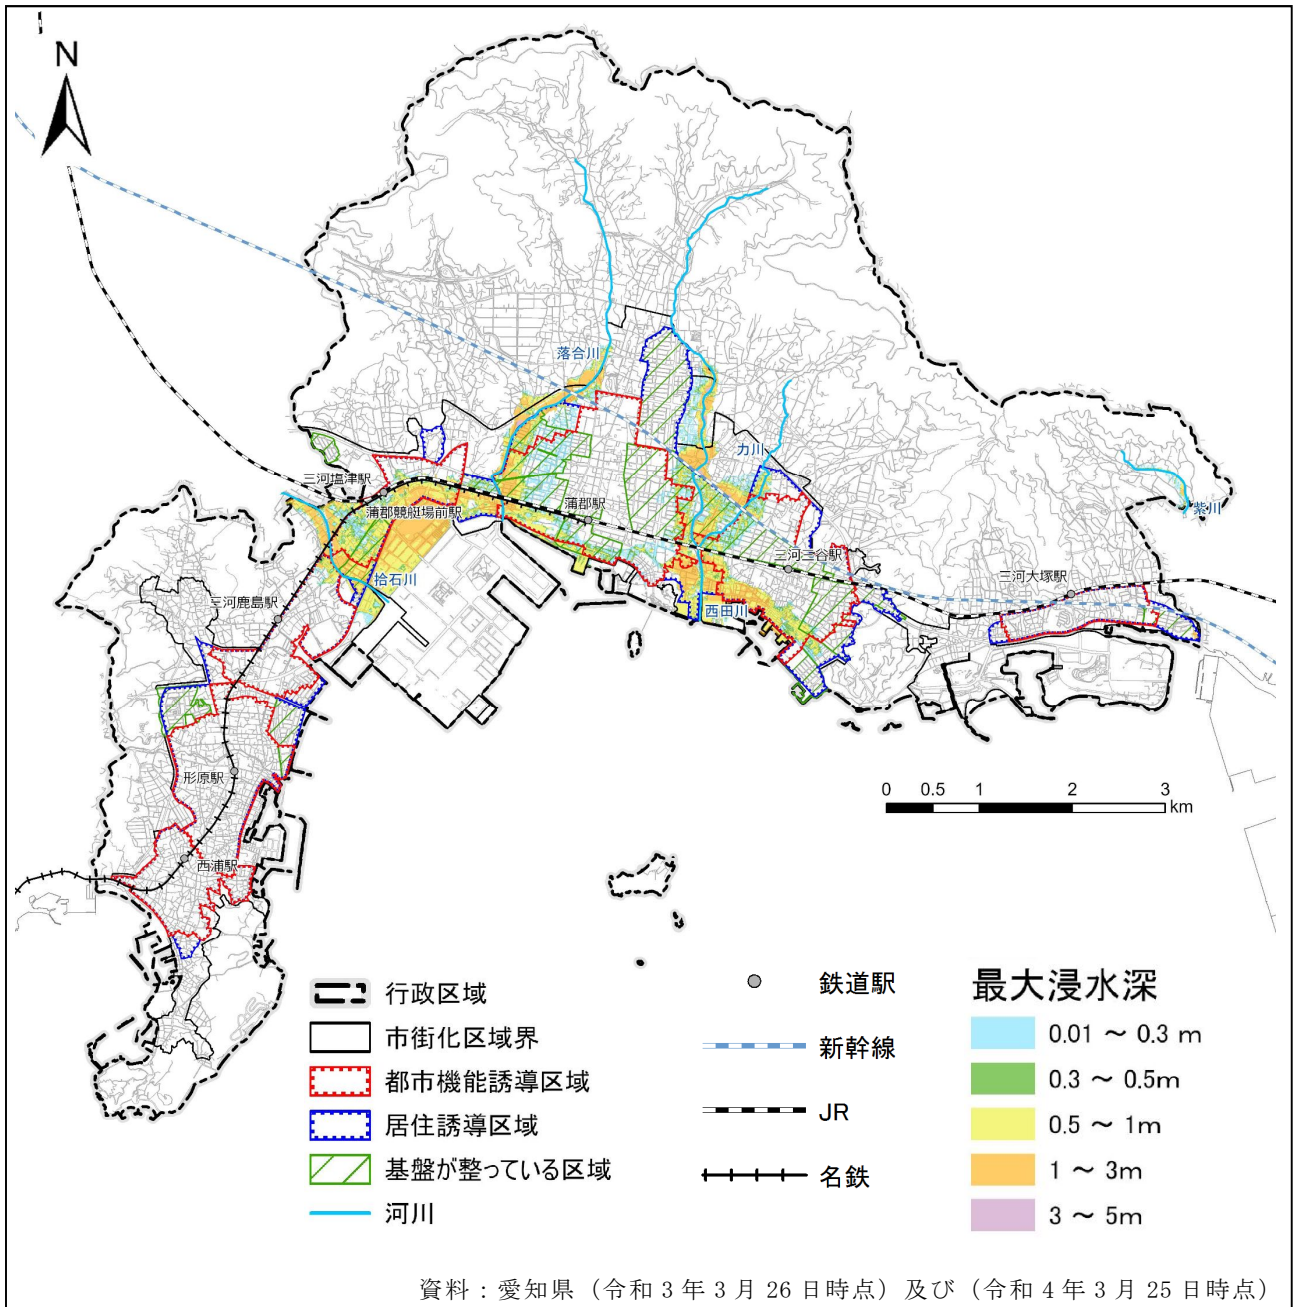 N
落合川
力川
三河塩津駅
蒲郡競艇場前駅
蒲郡駅
紫川
三河三谷駅
三河大塚駅
拾石川
三河鹿島駅
西田川
形原駅
西浦駅
0 0.5 1 2 3
km
行政区域
市街化区域界
都市機能誘導区域
居住誘導区域
基盤が整っている区域
河川
鉄道駅
新幹線
JR
名鉄
最大浸水深
0.01 ～ 0.3 m
0.3 ～ 0.5m
0.5 ～ 1m
1 ～ 3m
3 ～ 5m
資料：愛知県（令和3年3月26日時点）及び（令和4年3月25日時点）